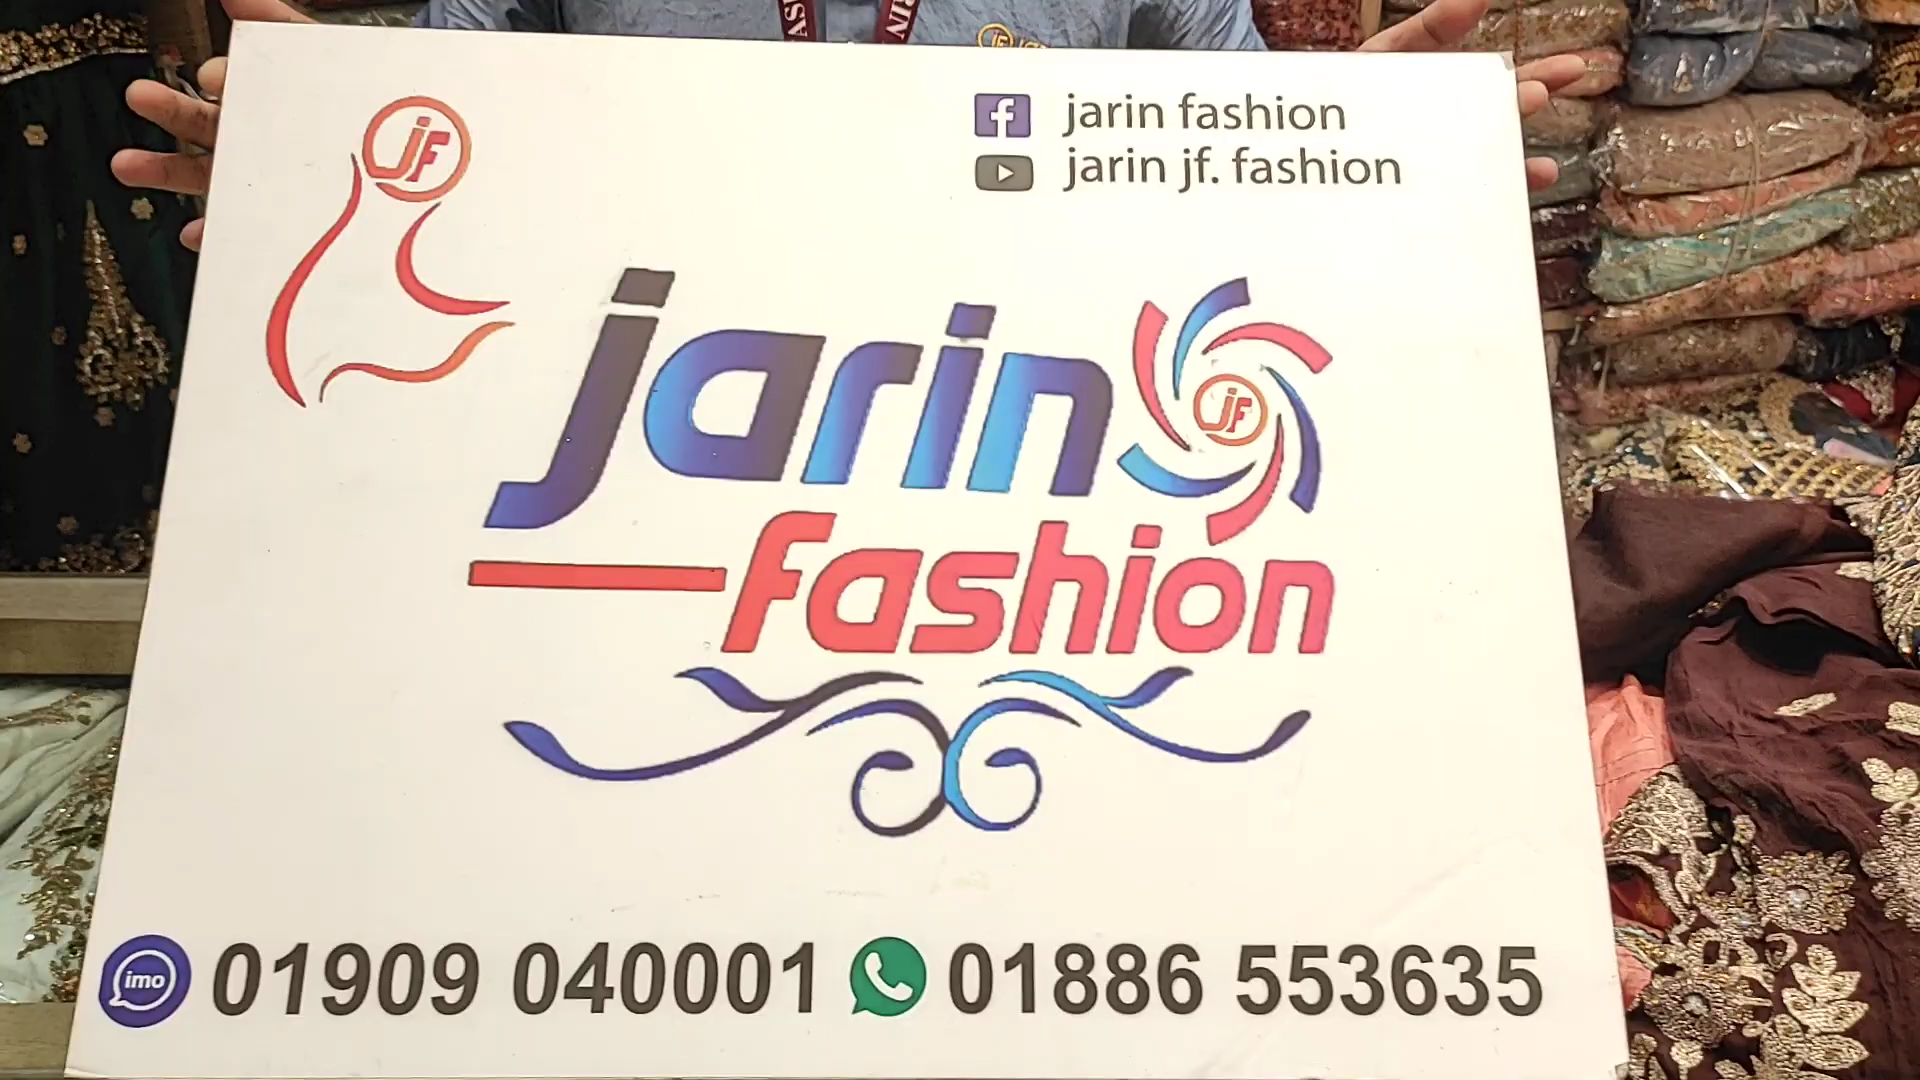 jarin fashion
jarin jf. fashion
jF
jarin
jF
fashion
imo 01909 040001 01886 553635